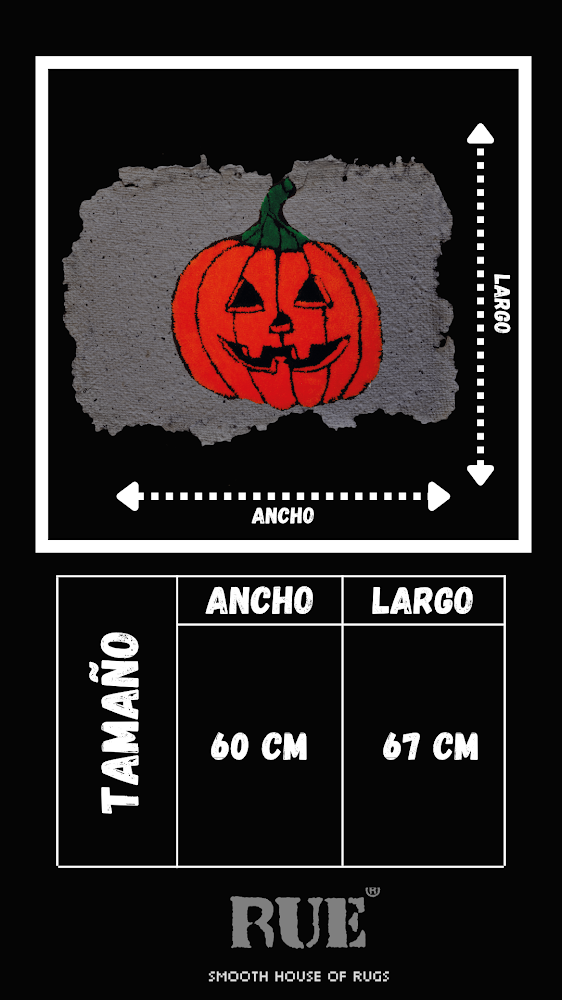 LARGO
ANCHO
ANCHO LARGO
TAMAÑO
60 CM 67 CM
RUE®
SMOOTH HOUSE OF RUGS